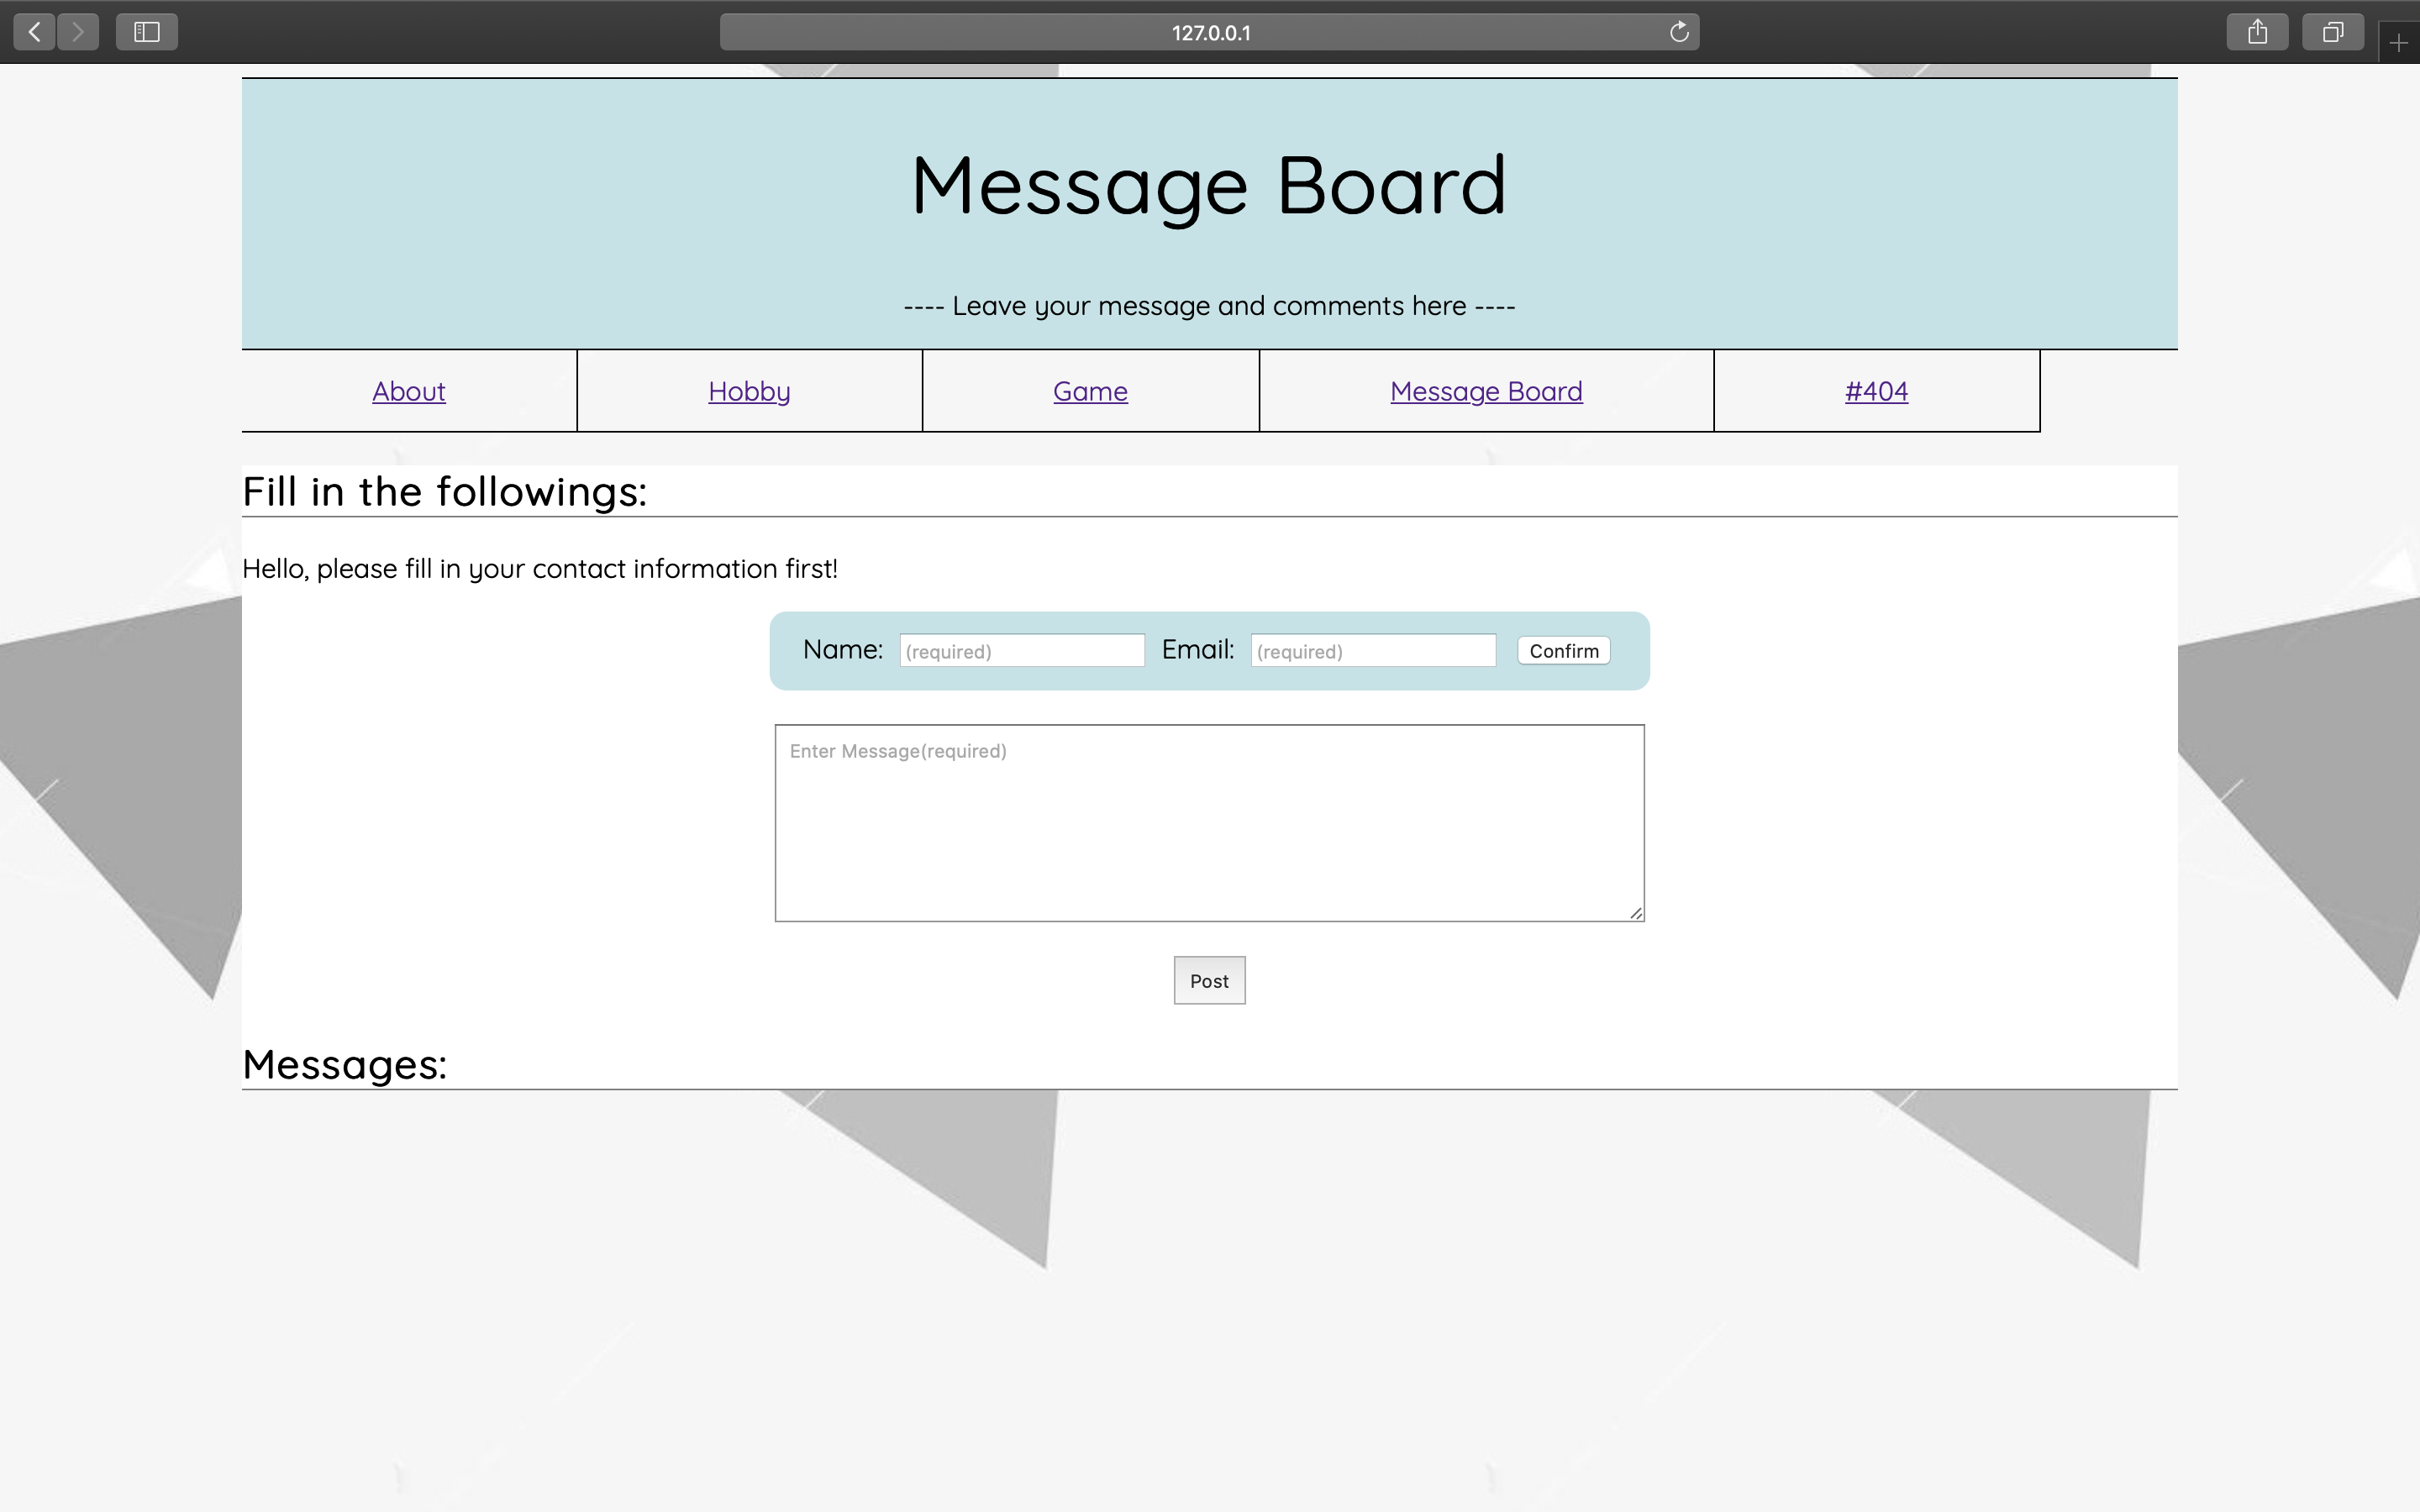 127.0.0.1
Message Board
---- Leave your message and comments here ----
About Hobby Game Message Board #404
Fill in the followings:
Hello, please fill in your contact information first!
Name: (required) Email: (required) Confirm
Enter Message(required)
Post
Messages: